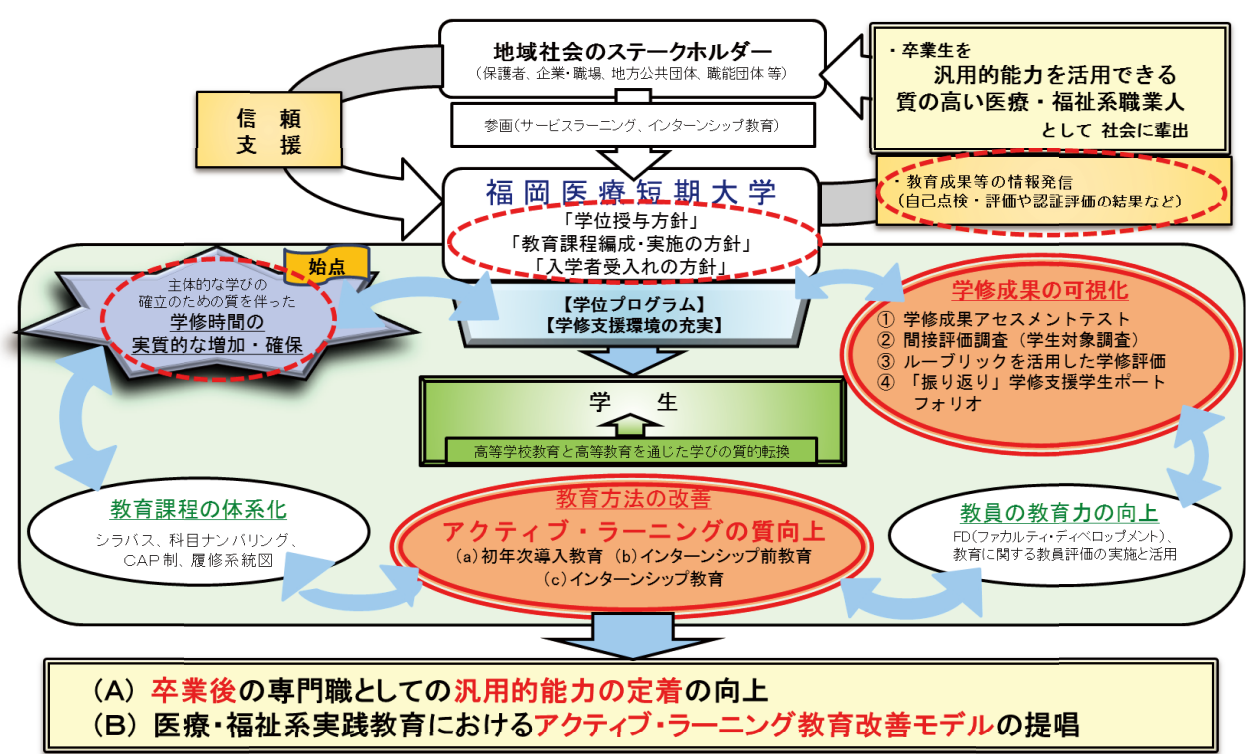 地域社会のステークホルダー
(保護者、企業・職場、地方公共団体、職能団体 等)
・卒業生を
汎用的能力を活用できる
質の高い医療・福祉系職業人
として 社会に輩出
信 頼
支 援
参画(サービスラーニング、インターンシップ教育)
福岡医療短期大学
「学位授与方針」
「教育課程編成・実施の方針」
「入学者受入れの方針」
・教育成果等の情報発信
(自己点検・評価や認証評価の結果など)
始点
主体的な学びの
確立のための質を伴った
学修時間の
実質的な増加・確保
【学位プログラム】
【学修支援環境の充実】
学修成果の可視化
① 学修成果アセスメントテスト
② 間接評価調査(学生対象調査)
③ ルーブリックを活用した学修評価
④ 「振り返り」学修支援学生ポート
フォリオ
学 生
高等学校教育と高等教育を通じた学びの質的転換
教育課程の体系化
シラバス、科目ナンバリング、
CAP制、履修系統図
教育方法の改善
アクティブ・ラーニングの質向上
(a)初年次導入教育 (b)インターンシップ前教育
(c)インターンシップ教育
教員の教育力の向上
FD(ファカルティ・ディベロップメント)、
教育に関する教員評価の実施と活用
(A) 卒業後の専門職としての汎用的能力の定着の向上
(B) 医療・福祉系実践教育におけるアクティブ・ラーニング教育改善モデルの提唱